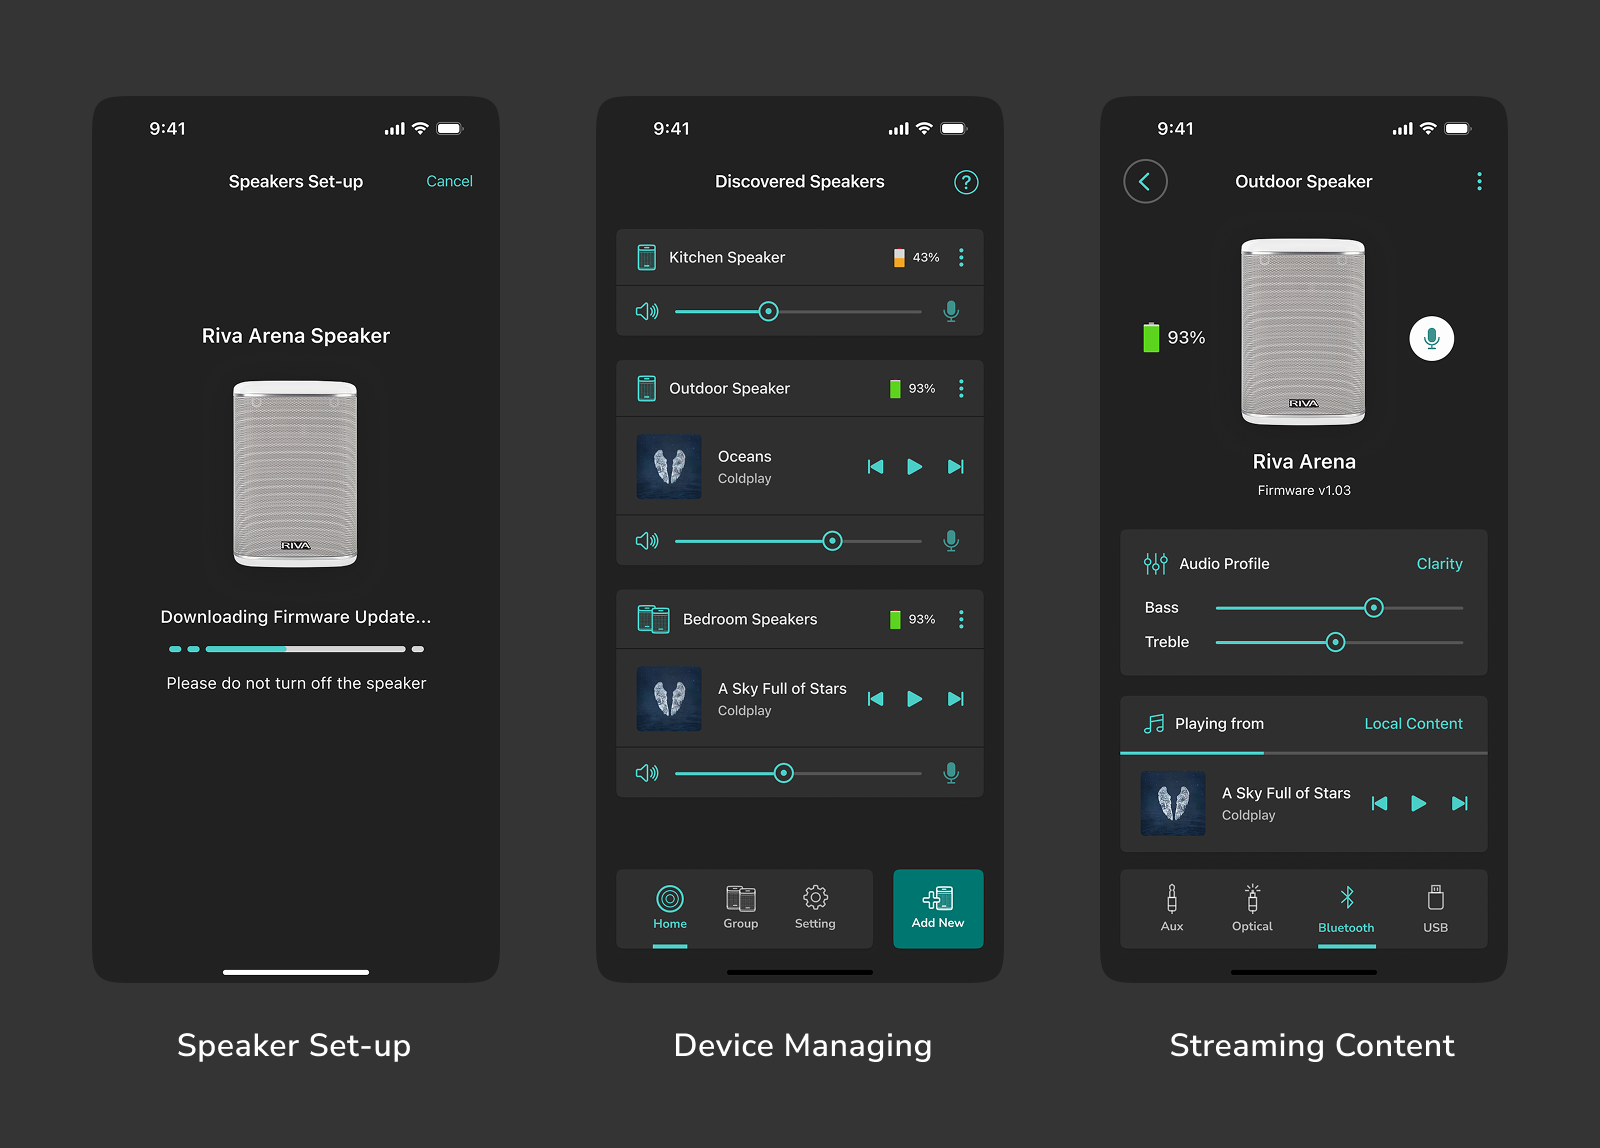 9:41
Speakers Set-up
Cancel
Riva Arena Speaker
RIVA
Downloading Firmware Update...
Please do not turn off the speaker
Speaker Set-up
9:41
Discovered Speakers
?
Kitchen Speaker
43%
Outdoor Speaker
93%
Oceans
Coldplay
Bedroom Speakers
93%
A Sky Full of Stars
Coldplay
Home
Group
Setting
Add New
Device Managing
9:41
Outdoor Speaker
93%
RIVA
Riva Arena
Firmware v1.03
Audio Profile
Clarity
Bass
Treble
Playing from
Local Content
A Sky Full of Stars
Coldplay
Aux
Optical
Bluetooth
USB
Streaming Content